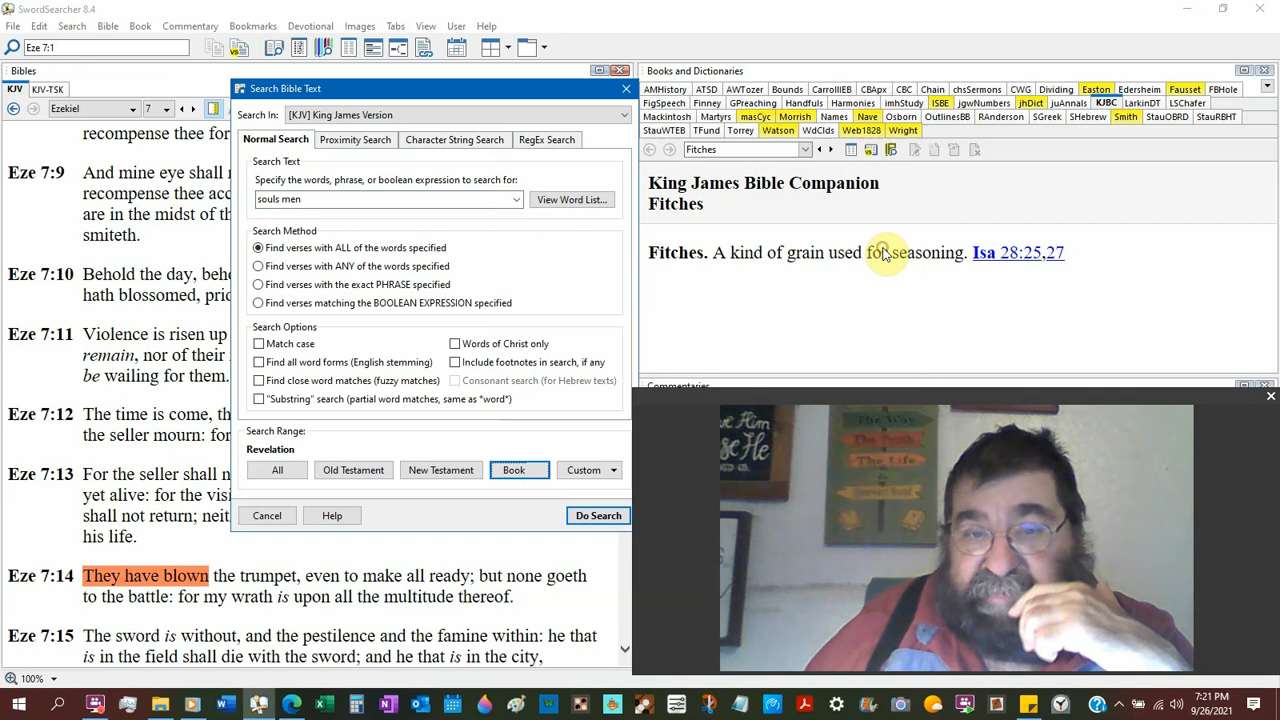 SwordSearcher 8.4
File Edit Search Bible Book Commentary Bookmarks Devotional Images Tabs View User Help
Eze 7:1
Bibles
KJV KJV-TSK
Ezekiel 7
recompense thee for
Eze 7:9 And mine eye shall
recompense thee acc
are in the midst of th
smiteth.
Eze 7:10 Behold the day, behold
hath blossomed, prid
Eze 7:11 Violence is risen up
remain, nor of their
be wailing for them.
Eze 7:12 The time is come, th
the seller mourn: for
Eze 7:13 For the seller shall n
yet alive: for the visi
shall not return; neit
his life.
Eze 7:14 They have blown the trumpet, even to make all ready; but none goeth
to the battle: for my wrath is upon all the multitude thereof.
Eze 7:15 The sword is without, and the pestilence and the famine within: he that
is in the field shall die with the sword; and he that is in the city,
100%
Search Bible Text
Search In: [KJV] King James Version
Normal Search Proximity Search Character String Search RegEx Search
Search Text
Specify the words, phrase, or boolean expression to search for:
souls men
View Word List...
Search Method
Find verses with ALL of the words specified
Find verses with ANY of the words specified
Find verses with the exact PHRASE specified
Find verses matching the BOOLEAN EXPRESSION specified
Search Options
Match case Words of Christ only
Find all word forms (English stemming) Include footnotes in search, if any
Find close word matches (fuzzy matches) Consonant search (for Hebrew texts)
"Substring" search (partial word matches, same as *word*)
Search Range:
Revelation
All Old Testament New Testament Book Custom
Cancel Help Do Search
Books and Dictionaries
AMHistory ATSD AWTozer Bounds CarrollIEB CBApx CBC Chain chsSermons Dividing Easton Edersheim Fausset FBHole
FigSpeech Finney GPreaching Handfuls Harmonies imhStudy ISBE jgwNumbers jhDict juAnnals KJBC LarkinDT LSChafer
Mackintosh Martyrs masCyc Morrish Names Nave Osborn OutlinesBB RAnderson SGreek SHebrew Smith StauOBRD StauRBHT
StauWTEB TFund Torrey Watson WdClds Web1828 Wright
Fitches
King James Bible Companion
Fitches
Fitches. A kind of grain used for seasoning. Isa 28:25,27
Commentaries
The Way
The Truth
The Life
7:21 PM
9/26/2021